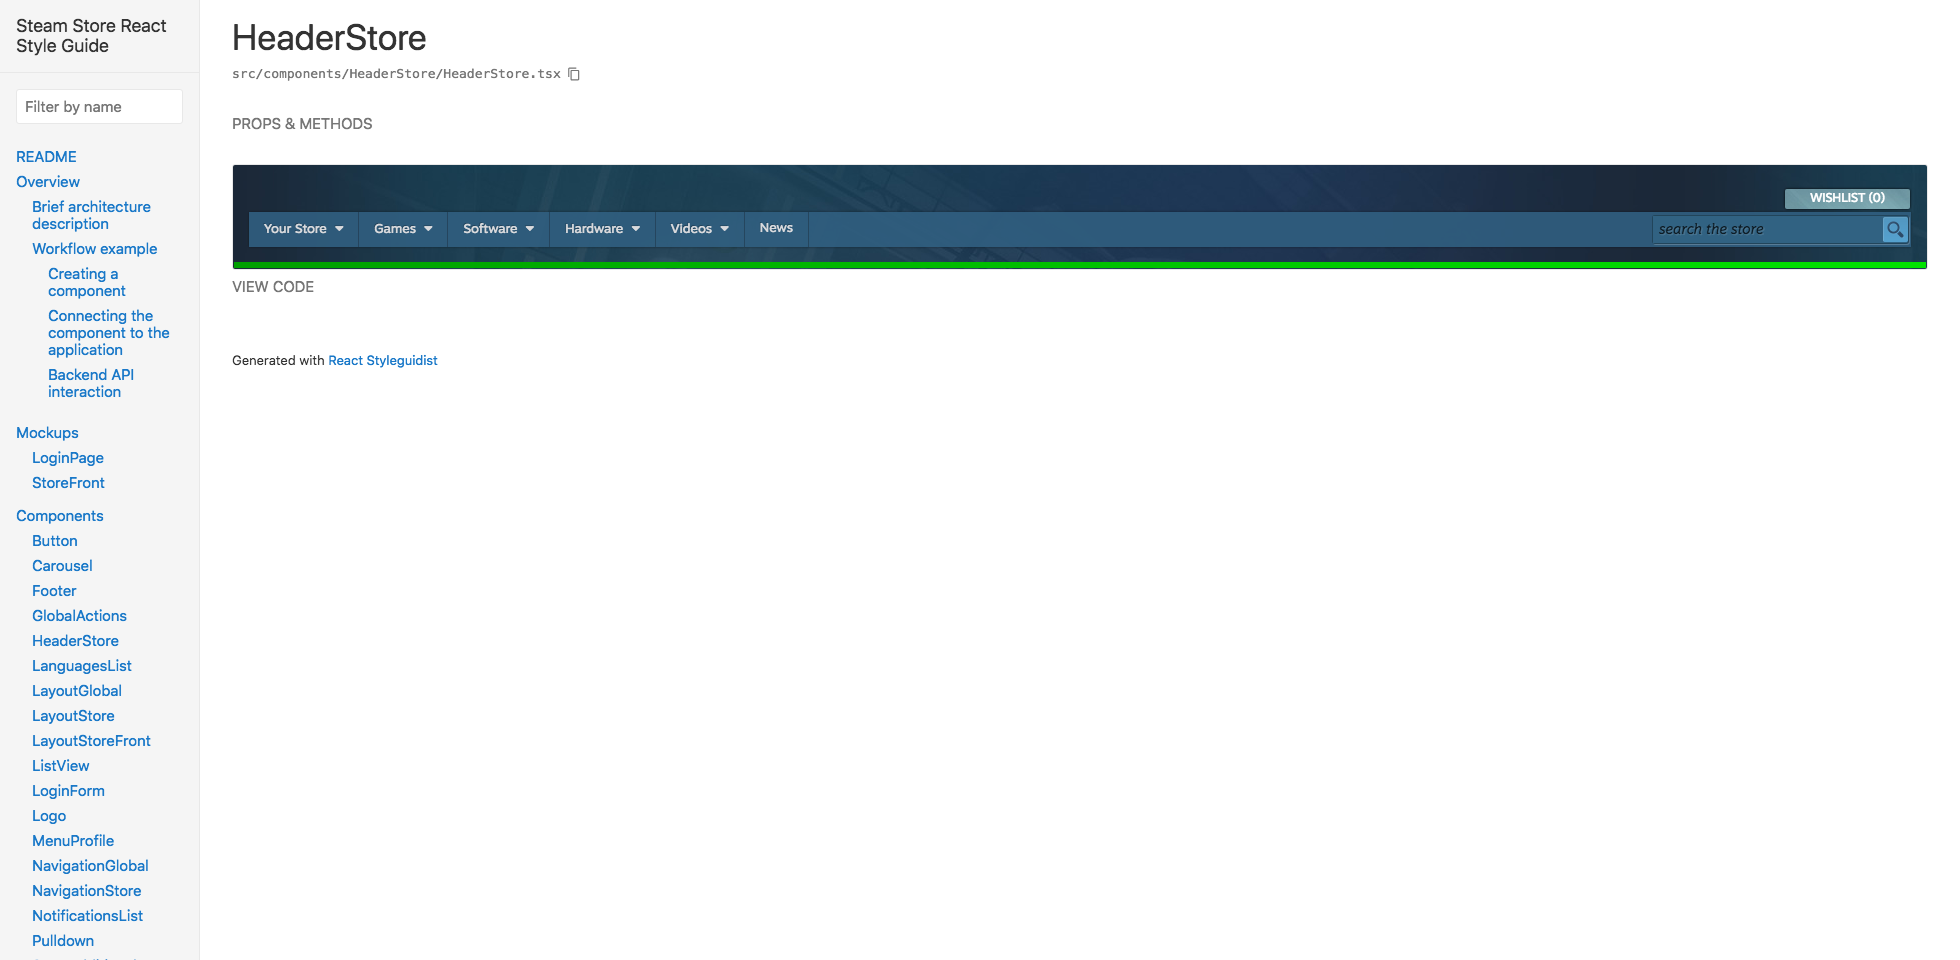 Steam Store React
Style Guide
Filter by name
README
Overview
Brief architecture
description
Workflow example
Creating a
component
Connecting the
component to the
application
Backend API
interaction
Mockups
LoginPage
StoreFront
Components
Button
Carousel
Footer
GlobalActions
HeaderStore
LanguagesList
LayoutGlobal
LayoutStore
LayoutStoreFront
ListView
LoginForm
Logo
MenuProfile
NavigationGlobal
NavigationStore
NotificationsList
Pulldown
HeaderStore
src/components/HeaderStore/HeaderStore.tsx
PROPS & METHODS
WISHLIST (0)
Your Store Games Software Hardware Videos News search the store
VIEW CODE
Generated with React Styleguidist